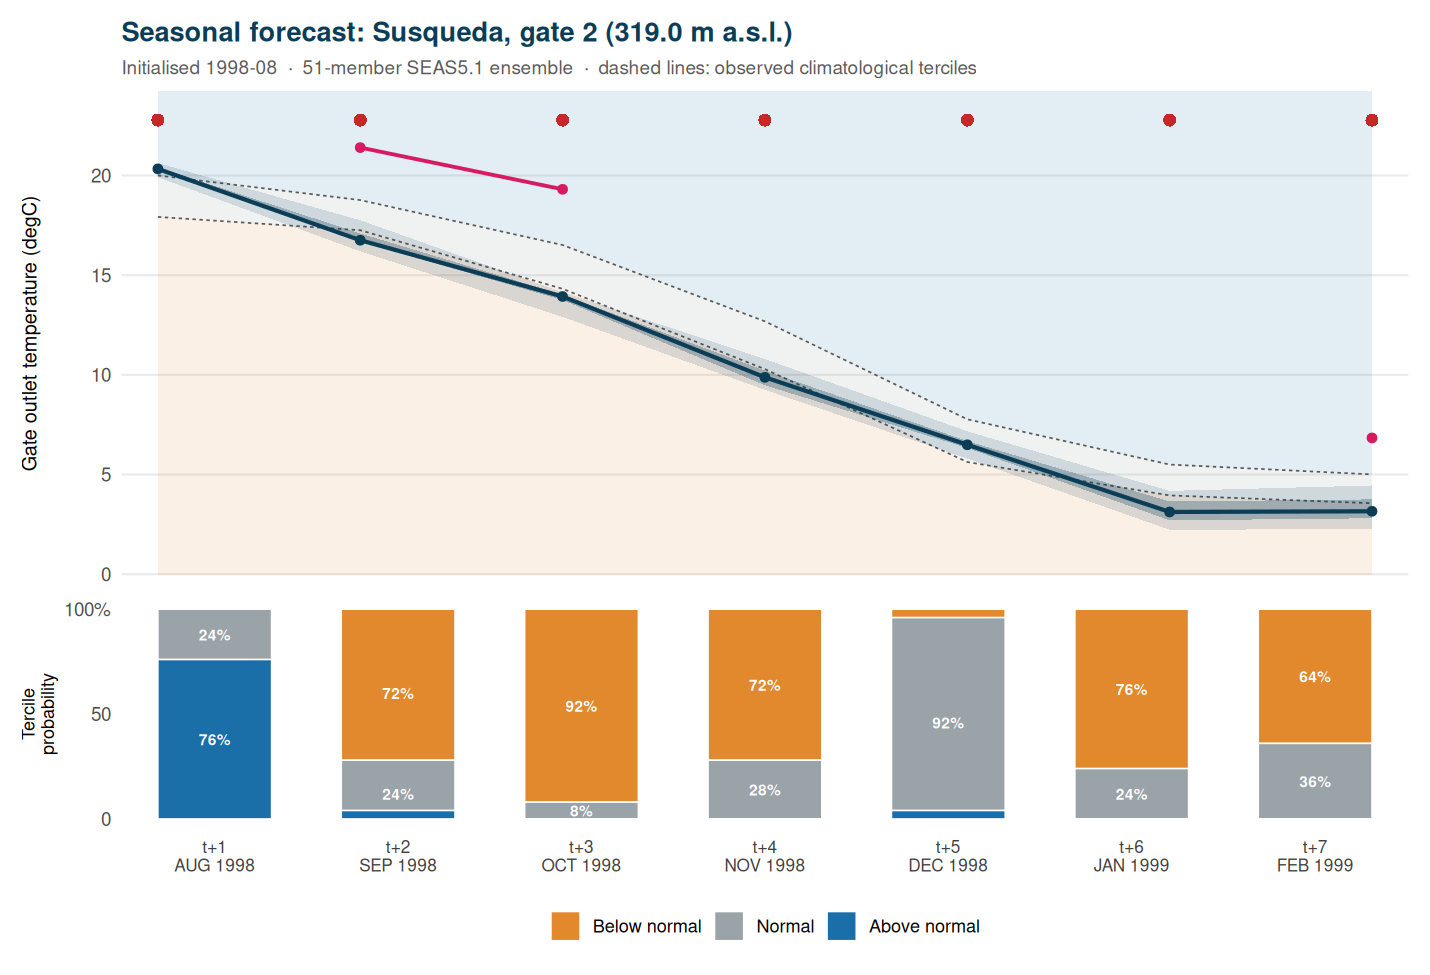 Seasonal forecast: Susqueda, gate 2 (319.0 m a.s.l.)
Initialised 1998-08 · 51-member SEAS5.1 ensemble · dashed lines: observed climatological terciles
Gate outlet temperature (degC)
20
15
10
5
0
Tercile
probability
100%
50
0
24%
76%
72%
24%
92%
8%
72%
28%
92%
76%
24%
64%
36%
t+1
AUG 1998
t+2
SEP 1998
t+3
OCT 1998
t+4
NOV 1998
t+5
DEC 1998
t+6
JAN 1999
t+7
FEB 1999
Below normal
Normal
Above normal